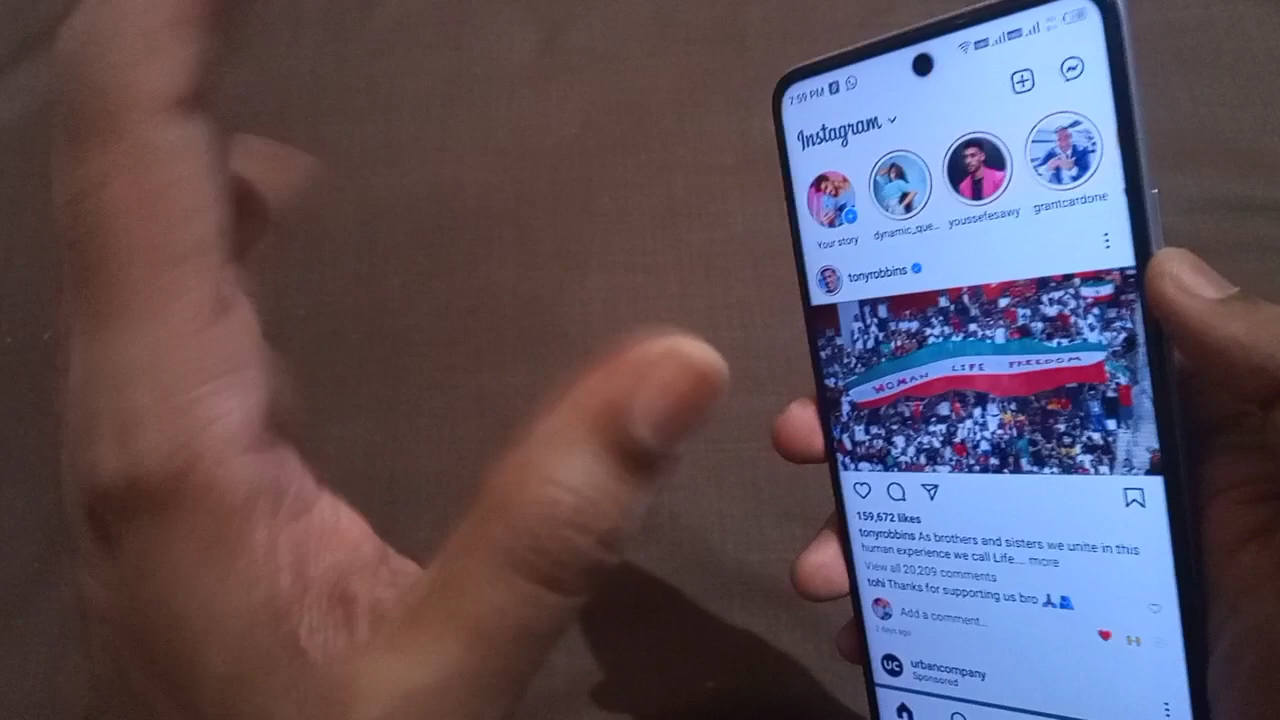 7:59 PM
Instagram
Your story
dynamic_que...
youssefesawy
grantcardone
tonyrobbins
WOMAN LIFE FREEDOM
159,672 likes
tonyrobbins As brothers and sisters we unite in this
human experience we call Life.... more
View all 20,209 comments
tohi Thanks for supporting us bro
Add a comment...
2 days ago
UC
urbancompany
Sponsored